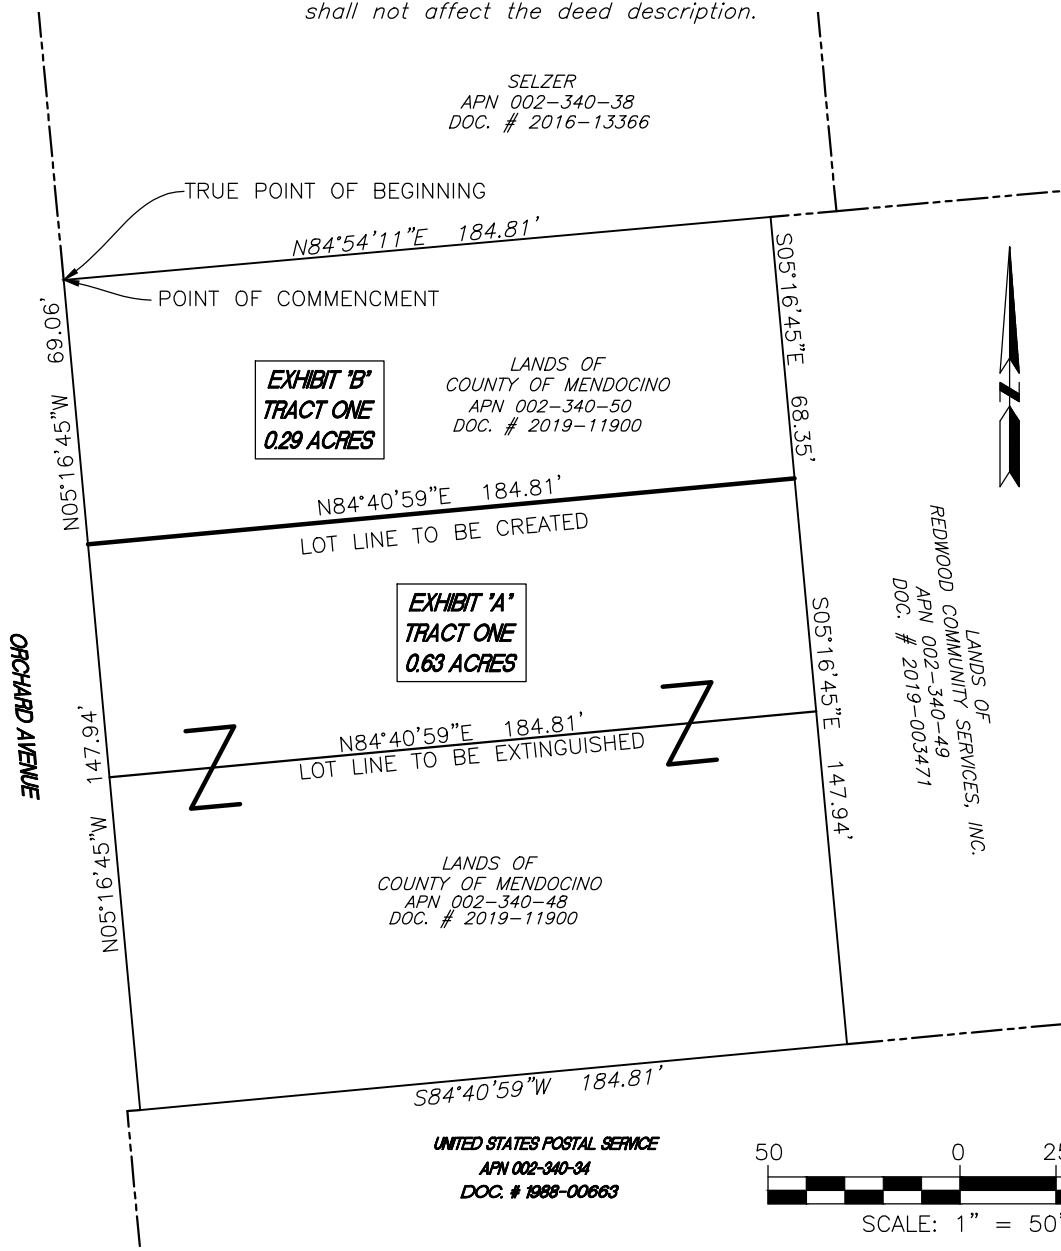 shall not affect the deed description.
SELZER
APN 002-340-38
DOC. # 2016-13366
TRUE POINT OF BEGINNING
N84°54'11"E 184.81'
POINT OF COMMENCMENT
N05°16'45"W 69.06'
S05°16'45"E 68.35'
EXHIBIT "B"
TRACT ONE
0.29 ACRES
LANDS OF
COUNTY OF MENDOCINO
APN 002-340-50
DOC. # 2019-11900
Z
N84°40'59"E 184.81'
LOT LINE TO BE CREATED
EXHIBIT "A"
TRACT ONE
0.63 ACRES
LANDS OF
REDWOOD COMMUNITY SERVICES, INC.
APN 002-340-49
DOC. # 2019-003471
ORCHARD AVENUE
N05°16'45"W 147.94'
S05°16'45"E 147.94'
N84°40'59"E 184.81'
LOT LINE TO BE EXTINGUISHED
LANDS OF
COUNTY OF MENDOCINO
APN 002-340-48
DOC. # 2019-11900
S84°40'59"W 184.81'
UNITED STATES POSTAL SERVICE
APN 002-340-34
DOC. # 1988-00663
50 0 25
SCALE: 1" = 50'